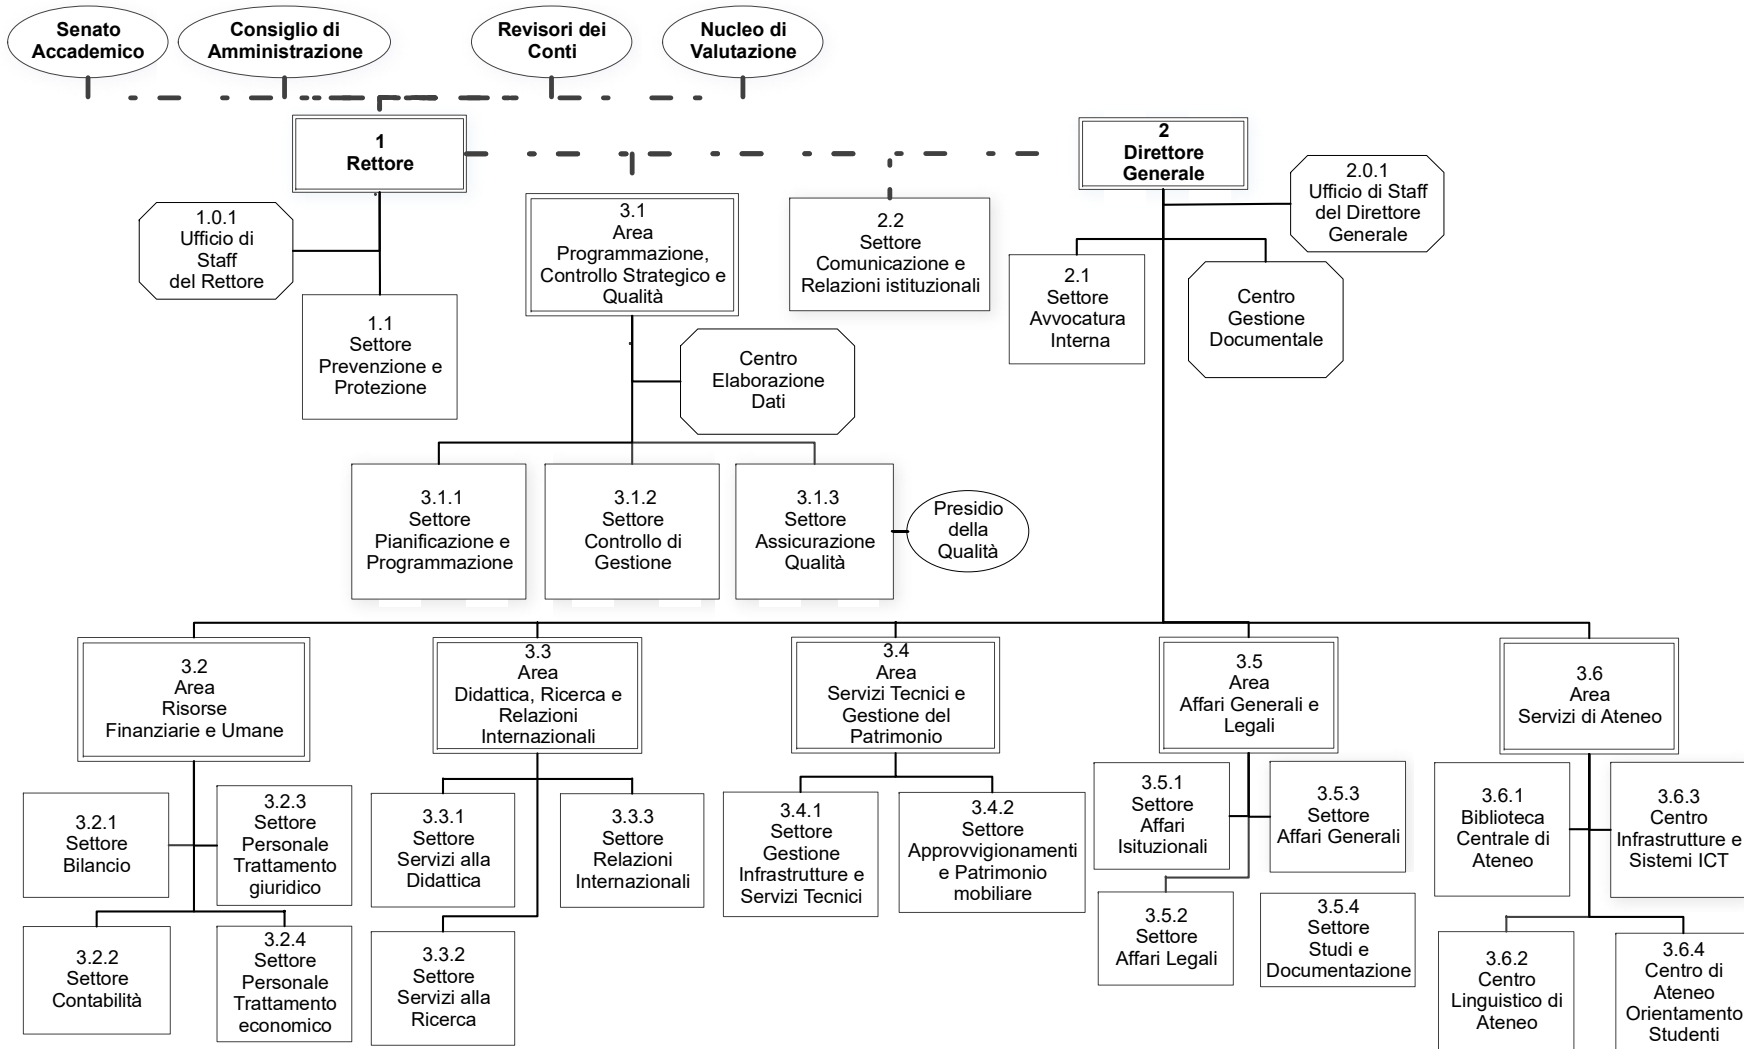 Senato
Accademico
Consiglio di
Amministrazione
Revisori dei
Conti
Nucleo di
Valutazione
1
Rettore
2
Direttore
Generale
1.0.1
Ufficio di
Staff
del Rettore
1.1
Settore
Prevenzione e
Protezione
3.1
Area
Programmazione,
Controllo Strategico e
Qualità
2.2
Settore
Comunicazione e
Relazioni istituzionali
2.0.1
Ufficio di Staff
del Direttore
Generale
2.1
Settore
Avvocatura
Interna
Centro
Gestione
Documentale
Centro
Elaborazione
Dati
3.1.1
Settore
Pianificazione e
Programmazione
3.1.2
Settore
Controllo di
Gestione
3.1.3
Settore
Assicurazione
Qualità
Presidio
della
Qualità
3.2
Area
Risorse
Finanziarie e Umane
3.3
Area
Didattica, Ricerca e
Relazioni
Internazionali
3.4
Area
Servizi Tecnici e
Gestione del
Patrimonio
3.5
Area
Affari Generali e
Legali
3.6
Area
Servizi di Ateneo
3.2.1
Settore
Bilancio
3.2.3
Settore
Personale
Trattamento
giuridico
3.2.2
Settore
Contabilità
3.2.4
Settore
Personale
Trattamento
economico
3.3.1
Settore
Servizi alla
Didattica
3.3.3
Settore
Relazioni
Internazionali
3.3.2
Settore
Servizi alla
Ricerca
3.4.1
Settore
Gestione
Infrastrutture e
Servizi Tecnici
3.4.2
Settore
Approvvigionamenti
e Patrimonio
mobiliare
3.5.1
Settore
Affari
Isituzionali
3.5.3
Settore
Affari Generali
3.5.2
Settore
Affari Legali
3.5.4
Settore
Studi e
Documentazione
3.6.1
Biblioteca
Centrale di
Ateneo
3.6.3
Centro
Infrastrutture e
Sistemi ICT
3.6.2
Centro
Linguistico di
Ateneo
3.6.4
Centro di
Ateneo
Orientamento
Studenti